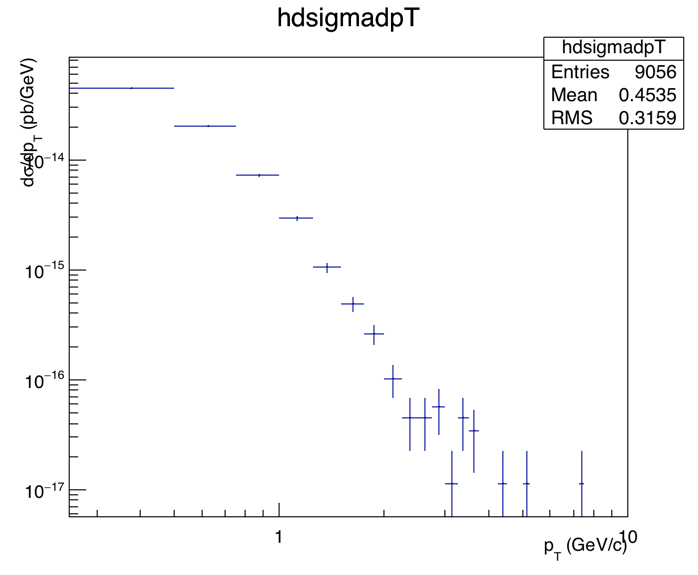 hdsigmadpT
hdsigmadpT
Entries 9056
Mean 0.4535
RMS 0.3159
dσ/dp_T (pb/GeV)
10^-14
10^-15
10^-16
10^-17
1
10
p_T (GeV/c)